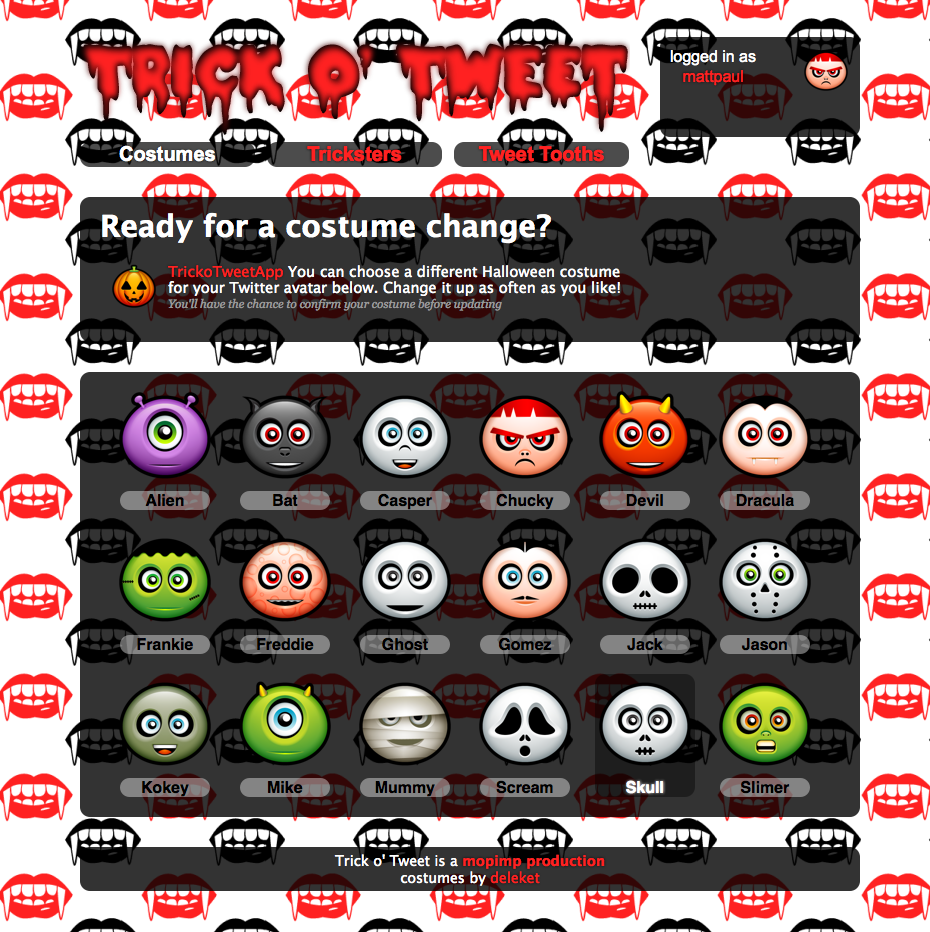 TRICK O' TWEET
logged in as
mattpaul
Costumes
Tricksters
Tweet Tooths
Ready for a costume change?
TrickoTweetApp You can choose a different Halloween costume
for your Twitter avatar below. Change it up as often as you like!
You'll have the chance to confirm your costume before updating
Alien
Bat
Casper
Chucky
Devil
Dracula
Frankie
Freddie
Ghost
Gomez
Jack
Jason
Kokey
Mike
Mummy
Scream
Skull
Slimer
Trick o' Tweet is a mopimp production
costumes by deleket